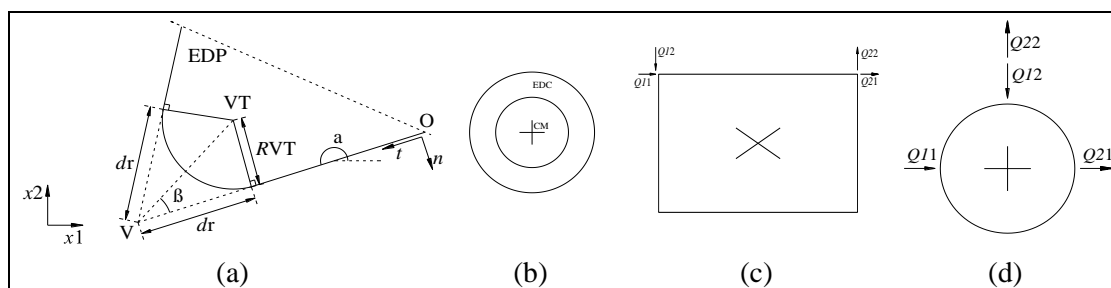 EDP
VT
O
a
dr
RVT
t
n
x2
ß
V
dr
x1
(a)
EDC
CM
(b)
Q12
Q22
Q11
Q21
(c)
Q22
Q12
Q11
Q21
(d)